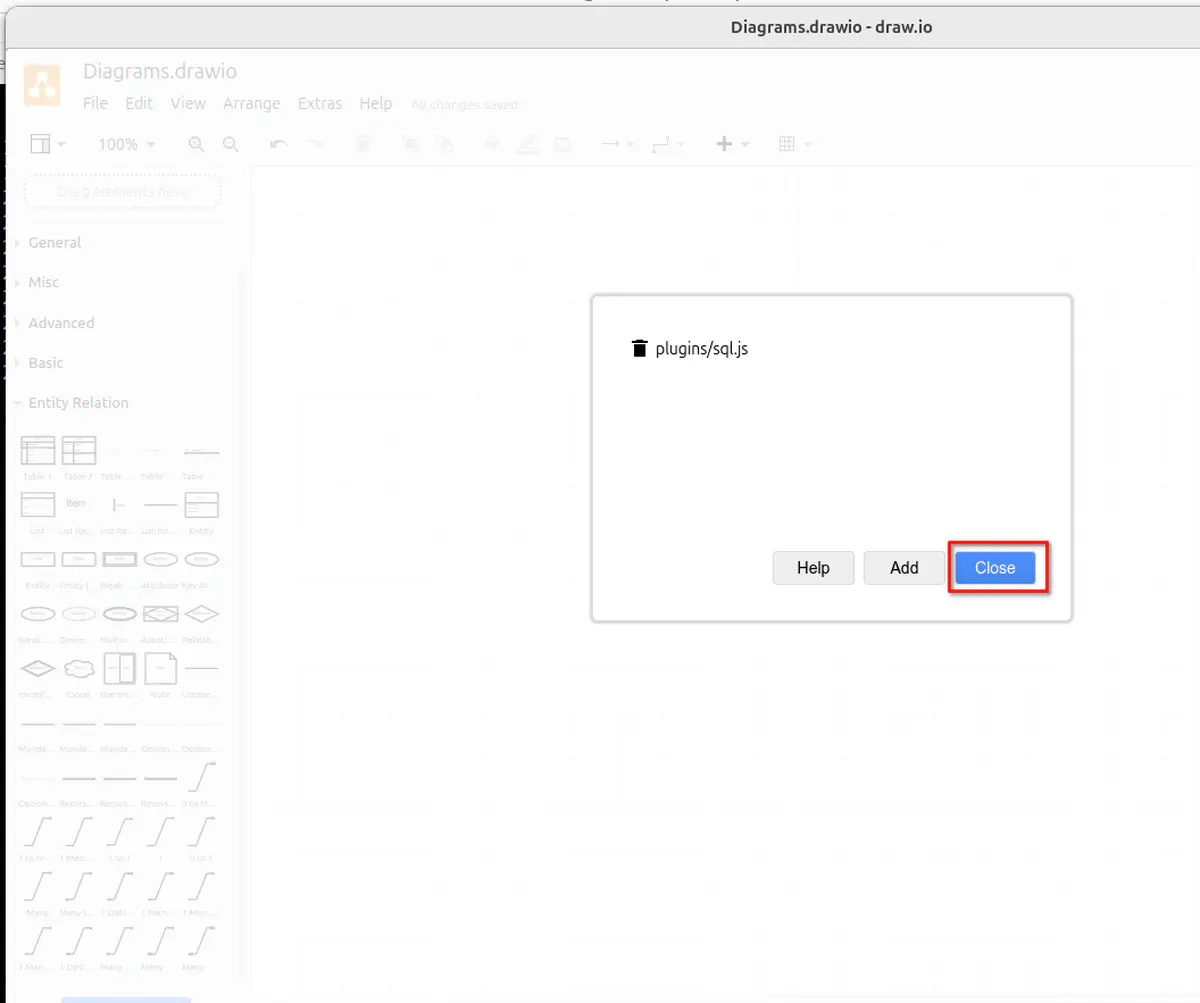 Diagrams.drawio - draw.io
Diagrams.drawio
File Edit View Arrange Extras Help All changes saved
100%
Drag elements here
General
Misc
Advanced
Basic
Entity Relation
Table 1 Table 2 Table ... Table Table
Item
List List Ite... List Ite... List Ite... Entity
Entity Entity Weak Attribute Key At...
Weak ... Derive... Multiv... Associ... Relatio...
Identif... Cloud Hierarc... Note
Manda... Manda... Manda... Option... Option...
Option... Recurs... Recurs... Recurs... 0 to M...
1 to M... 1 Man... 1 to 1 1 0 to 1
Many Many 1 Opti... 1 Man... 1 Man...
1 Man... 1 Opti... Many ... Many Many
plugins/sql.js
Help Add Close